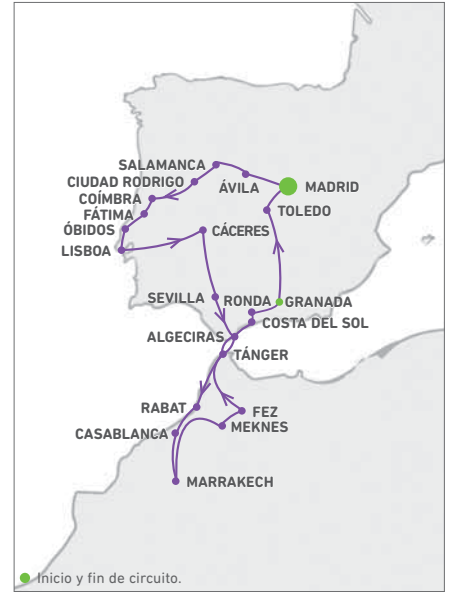 SALAMANCA
CIUDAD RODRIGO
ÁVILA
MADRID
COÍMBRA
TOLEDO
FÁTIMA
ÓBIDOS
CÁCERES
LISBOA
SEVILLA
RONDA
GRANADA
COSTA DEL SOL
ALGECIRAS
TÁNGER
RABAT
FEZ
MEKNES
CASABLANCA
MARRAKECH
Inicio y fin de circuito.